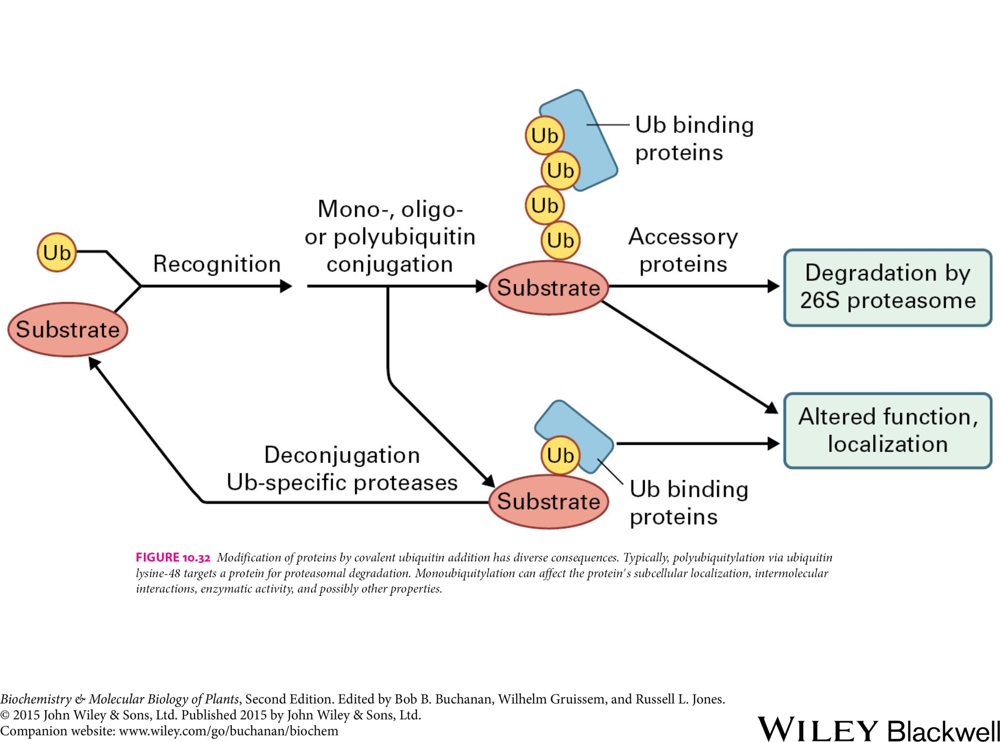 Ub binding
proteins
Ub
Ub
Ub
Ub
Mono-, oligo-
or polyubiquitin
conjugation
Accessory
proteins
Ub
Recognition
Substrate
Substrate
Degradation by
26S proteasome
Altered function,
localization
Deconjugation
Ub-specific proteases
Ub
Substrate
Ub binding
proteins
FIGURE 10.32 Modification of proteins by covalent ubiquitin addition has diverse consequences. Typically, polyubiquitylation via ubiquitin
lysine-48 targets a protein for proteasomal degradation. Monoubiquitylation can affect the protein's subcellular localization, intermolecular
interactions, enzymatic activity, and possibly other properties.
Biochemistry & Molecular Biology of Plants, Second Edition. Edited by Bob B. Buchanan, Wilhelm Gruissem, and Russell L. Jones.
© 2015 John Wiley & Sons, Ltd. Published 2015 by John Wiley & Sons, Ltd.
Companion website: www.wiley.com/go/buchanan/biochem
WILEY Blackwell